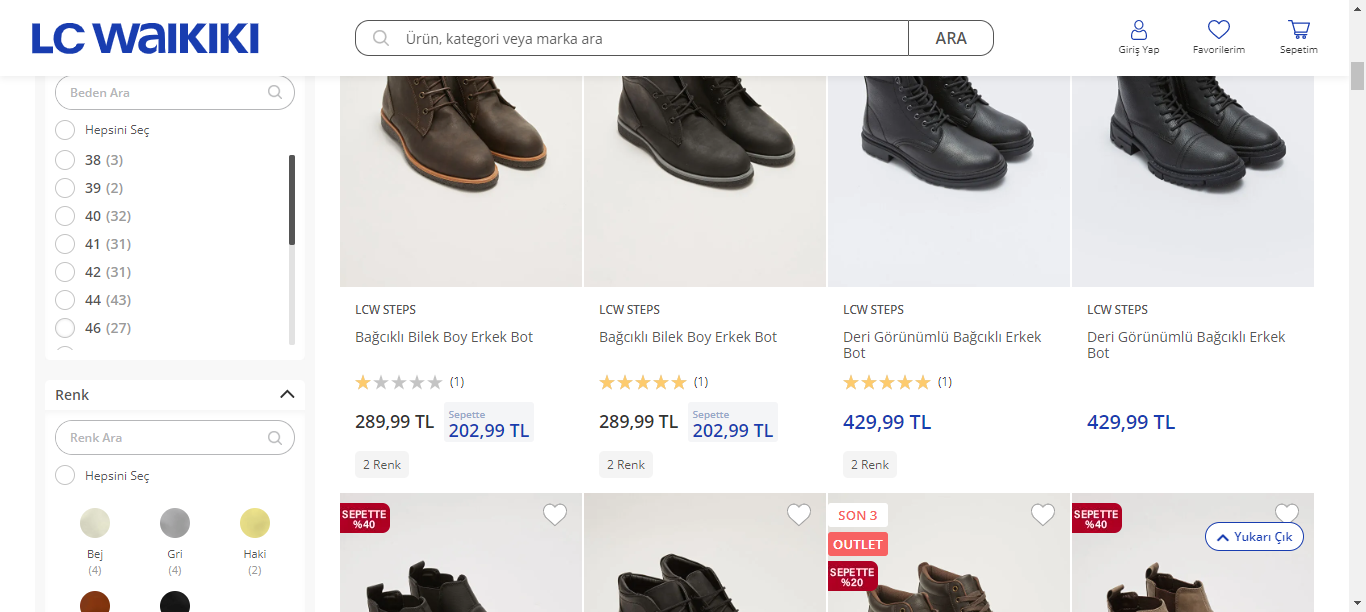 LC WAIKIKI
Ürün, kategori veya marka ara
ARA
Giriş Yap
Favorilerim
Sepetim
Beden Ara
Hepsini Seç
38 (3)
39 (2)
40 (32)
41 (31)
42 (31)
44 (43)
46 (27)
Renk
Renk Ara
Hepsini Seç
Bej
(4)
Gri
(4)
Haki
(2)
LCW STEPS
Bağcıklı Bilek Boy Erkek Bot
(1)
289,99 TL
Sepette
202,99 TL
2 Renk
LCW STEPS
Bağcıklı Bilek Boy Erkek Bot
(1)
289,99 TL
Sepette
202,99 TL
2 Renk
LCW STEPS
Deri Görünümlü Bağcıklı Erkek
Bot
(1)
429,99 TL
2 Renk
LCW STEPS
Deri Görünümlü Bağcıklı Erkek
Bot
429,99 TL
SEPETTE
%40
SON 3
OUTLET
SEPETTE
%20
SEPETTE
%40
Yukarı Çık